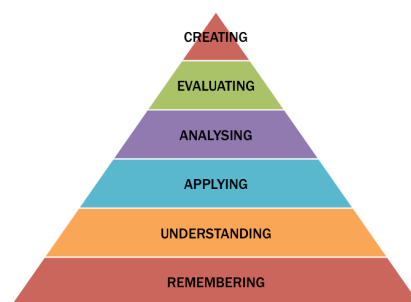 CREATING
EVALUATING
ANALYSING
APPLYING
UNDERSTANDING
REMEMBERING